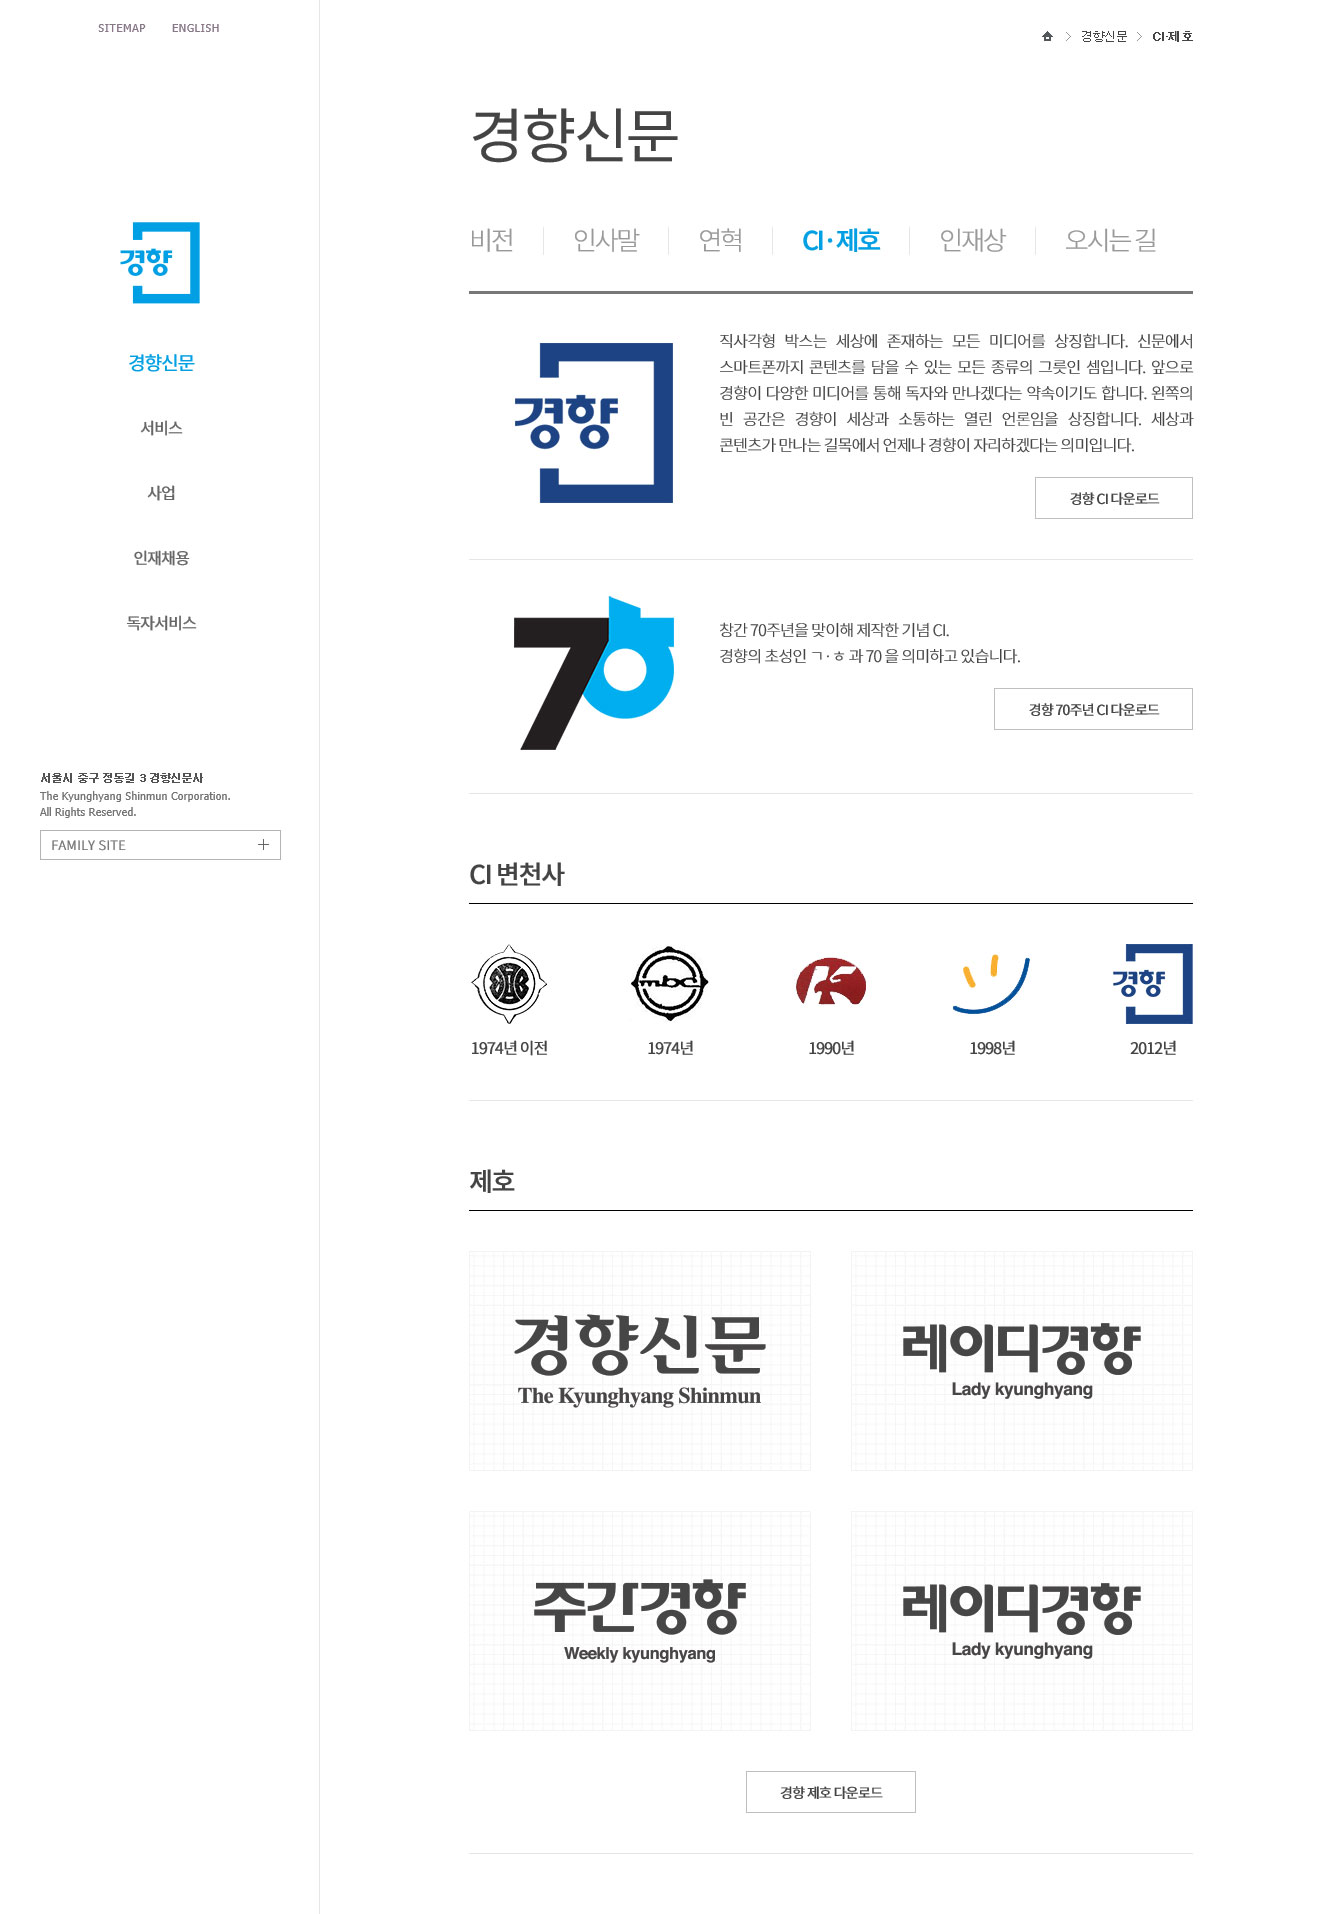 SITEMAP ENGLISH
경향
경향신문
서비스
사업
인재채용
독자서비스
서울시 중구 정동길 3 경향신문사
The Kyunghyang Shinmun Corporation.
All Rights Reserved.
FAMILY SITE
경향신문 CI·제호
경향신문
비전 인사말 연혁 CI·제호 인재상 오시는 길
경향
직사각형 박스는 세상에 존재하는 모든 미디어를 상징합니다. 신문에서
스마트폰까지 콘텐츠를 담을 수 있는 모든 종류의 그릇인 셈입니다. 앞으로
경향이 다양한 미디어를 통해 독자와 만나겠다는 약속이기도 합니다. 왼쪽의
빈 공간은 경향이 세상과 소통하는 열린 언론임을 상징합니다. 세상과
콘텐츠가 만나는 길목에서 언제나 경향이 자리하겠다는 의미입니다.
경향 CI 다운로드
70
창간 70주년을 맞이해 제작한 기념 CI.
경향의 초성인 ㄱ·ㅎ 과 70 을 의미하고 있습니다.
경향 70주년 CI 다운로드
CI 변천사
mbc
경향
1974년 이전 1974년 1990년 1998년 2012년
제호
경향신문
The Kyunghyang Shinmun
레이디경향
Lady kyunghyang
주간경향
Weekly kyunghyang
레이디경향
Lady kyunghyang
경향 제호 다운로드